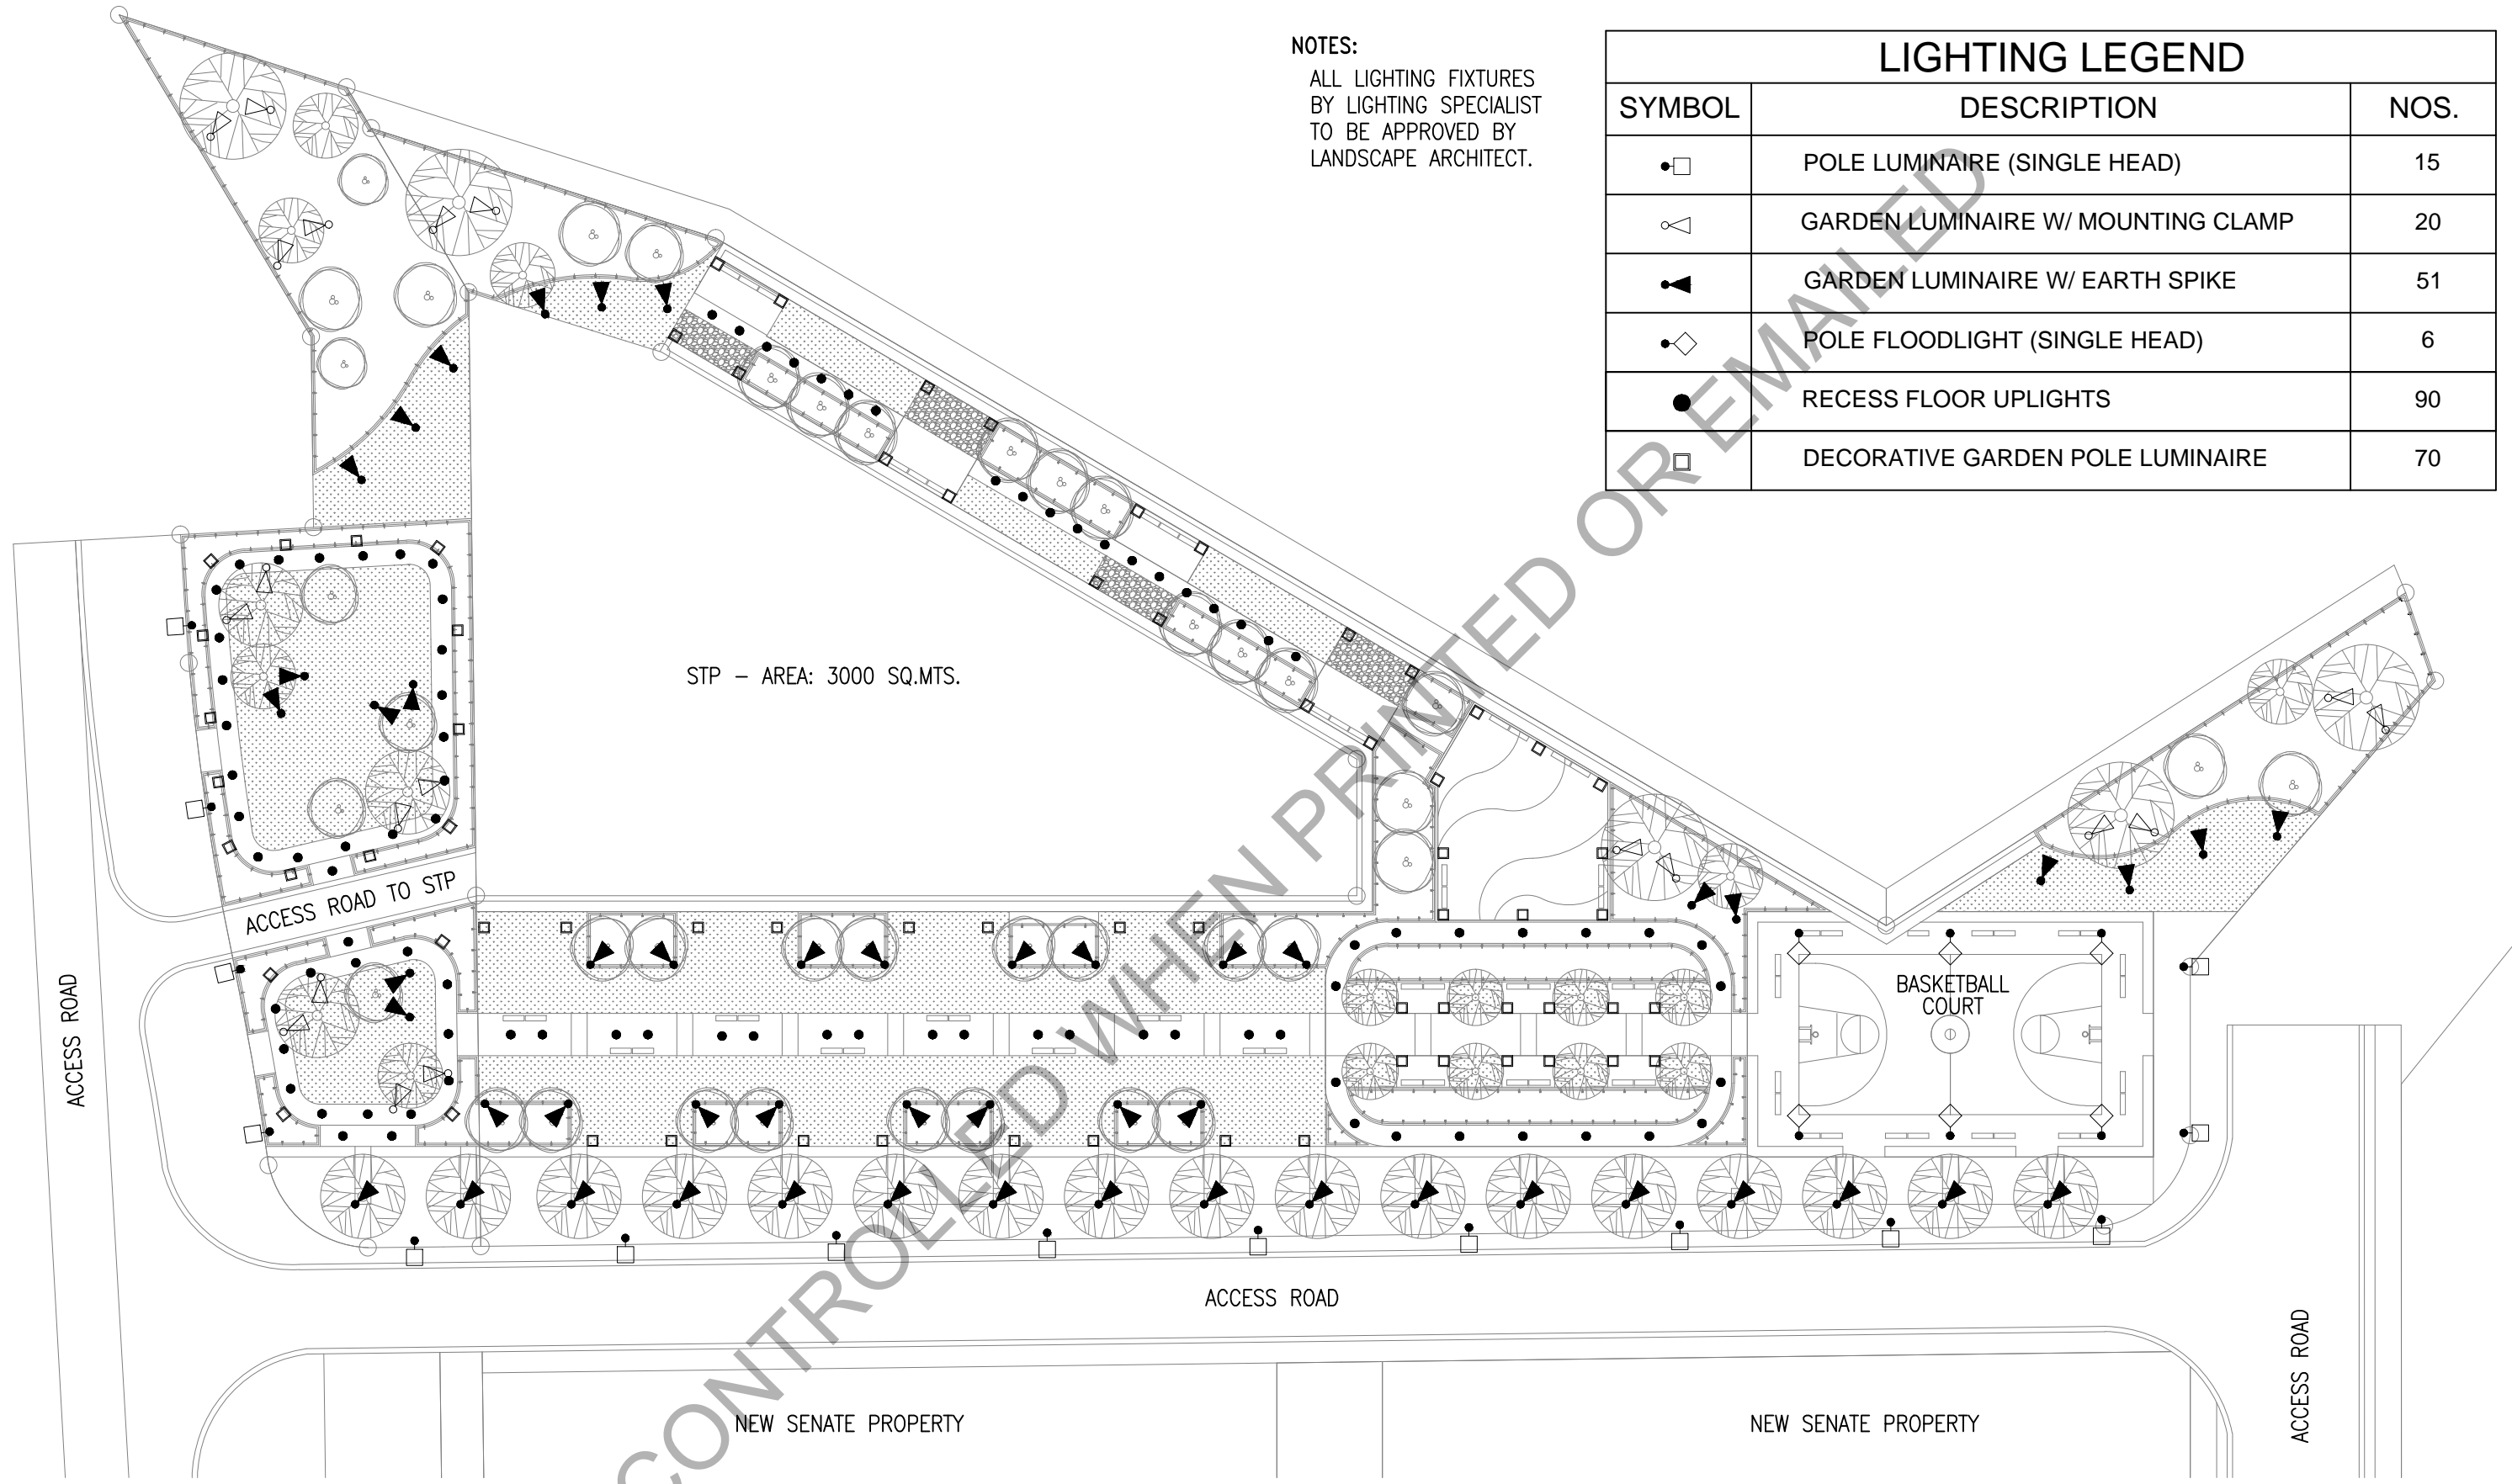 NOTES:
ALL LIGHTING FIXTURES
BY LIGHTING SPECIALIST
TO BE APPROVED BY
LANDSCAPE ARCHITECT.
LIGHTING LEGEND
SYMBOL DESCRIPTION NOS.
POLE LUMINAIRE (SINGLE HEAD) 15
GARDEN LUMINAIRE W/ MOUNTING CLAMP 20
GARDEN LUMINAIRE W/ EARTH SPIKE 51
POLE FLOODLIGHT (SINGLE HEAD) 6
RECESS FLOOR UPLIGHTS 90
DECORATIVE GARDEN POLE LUMINAIRE 70
STP – AREA: 3000 SQ.MTS.
ACCESS ROAD TO STP
BASKETBALL
COURT
ACCESS ROAD
ACCESS ROAD
ACCESS ROAD
NEW SENATE PROPERTY
NEW SENATE PROPERTY
CONTROLLED WHEN PRINTED OR EMAILED